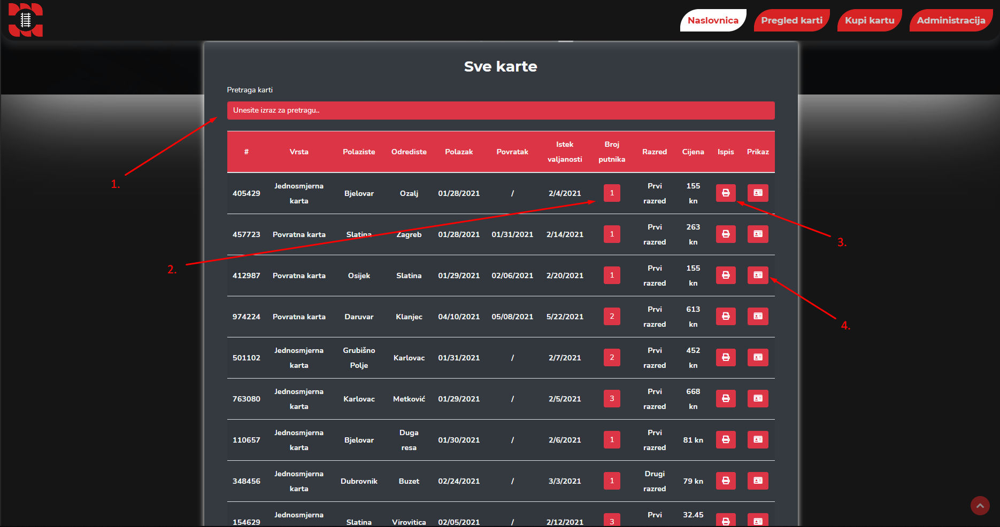 Naslovnica Pregled karti Kupi kartu Administracija
Sve karte
Pretraga karti
Unesite izraz za pretragu..
# Vrsta Polaziste Odrediste Polazak Povratak Istek valjanosti Broj putnika Razred Cijena Ispis Prikaz
405429 Jednosmjerna karta Bjelovar Ozalj 01/28/2021 / 2/4/2021 1 Prvi razred 155 kn
457723 Povratna karta Slatina Zagreb 01/28/2021 01/31/2021 2/14/2021 1 Prvi razred 263 kn
412987 Povratna karta Osijek Slatina 01/29/2021 02/06/2021 2/20/2021 1 Prvi razred 155 kn
974224 Povratna karta Daruvar Klanjec 04/10/2021 05/08/2021 5/22/2021 2 Prvi razred 613 kn
501102 Jednosmjerna karta Grubišno Polje Karlovac 01/31/2021 / 2/7/2021 2 Prvi razred 452 kn
763080 Jednosmjerna karta Karlovac Metković 01/29/2021 / 2/5/2021 3 Prvi razred 668 kn
110657 Jednosmjerna karta Bjelovar Duga resa 01/30/2021 / 2/6/2021 1 Prvi razred 81 kn
348456 Jednosmjerna karta Dubrovnik Buzet 02/24/2021 / 3/3/2021 1 Drugi razred 79 kn
154629 Jednosmjerna Slatina Virovitica 02/05/2021 / 2/12/2021 3 Prvi 32.45
1.
2.
3.
4.